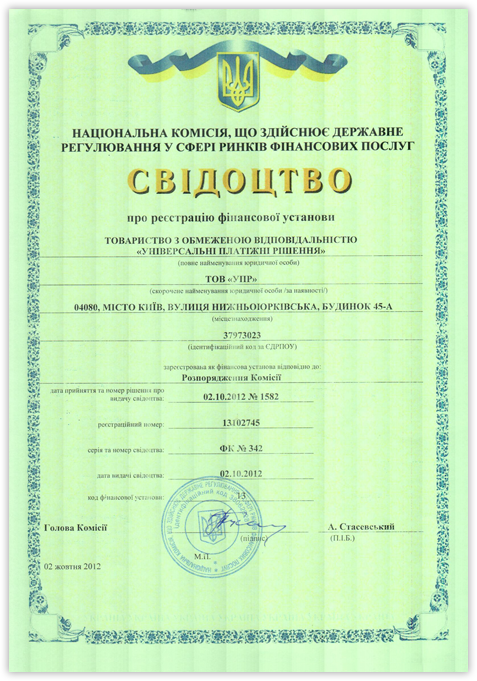 НАЦІОНАЛЬНА КОМІСІЯ, ЩО ЗДІЙСНЮЄ ДЕРЖАВНЕ
РЕГУЛЮВАННЯ У СФЕРІ РИНКІВ ФІНАНСОВИХ ПОСЛУГ
СВІДОЦТВО
про реєстрацію фінансової установи
ТОВАРИСТВО З ОБМЕЖЕНОЮ ВІДПОВІДАЛЬНІСТЮ
«УНІВЕРСАЛЬНІ ПЛАТІЖНІ РІШЕННЯ»
(повне найменування юридичної особи)
ТОВ «УПР»
(скорочене найменування юридичної особи /за наявності/)
04080, МІСТО КИЇВ, ВУЛИЦЯ НИЖНЬОЮРКІВСЬКА, БУДИНОК 45-А
(місцезнаходження)
37973023
(ідентифікаційний код за ЄДРПОУ)
зареєстрована як фінансова установа відповідно до:
Розпорядження Комісії
дата прийняття та номер рішення про
видачу свідоцтва: 02.10.2012 № 1582
реєстраційний номер: 13102745
серія та номер свідоцтва: ФК № 342
дата видачі свідоцтва: 02.10.2012
код фінансової установи: 13
Голова Комісії А. Стасевський
(підпис) (П.І.Б.)
М.П.
02 жовтня 2012